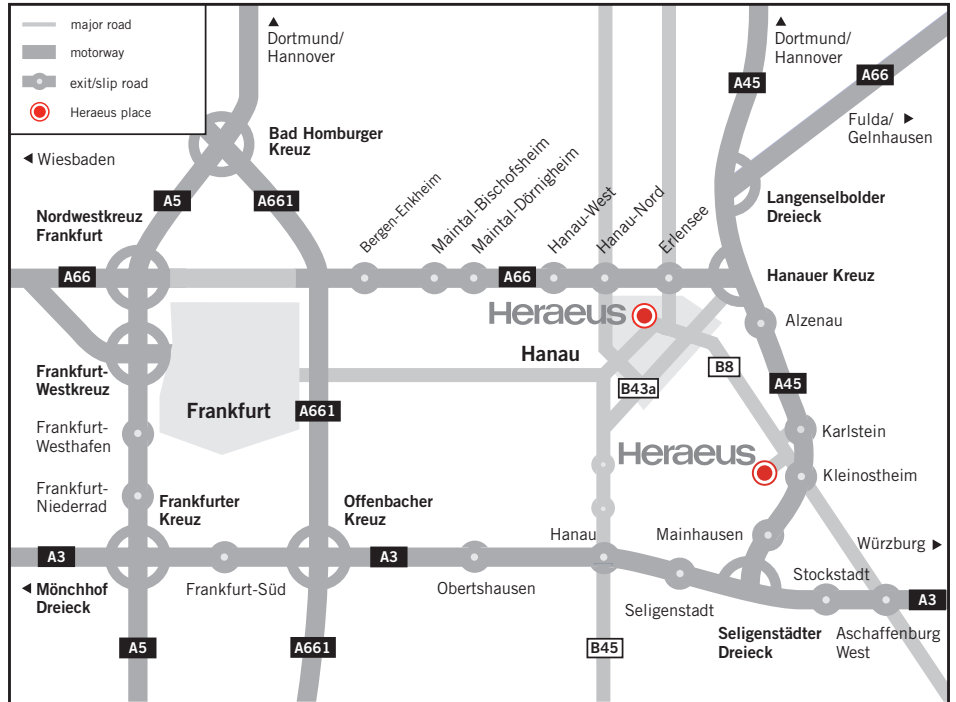 major road
motorway
exit/slip road
Heraeus place
Dortmund/
Hannover
Dortmund/
Hannover
A45
A66
Fulda/
Gelnhausen
Wiesbaden
Bad Homburger
Kreuz
A5
A661
Nordwestkreuz
Frankfurt
Bergen-Enkheim
Maintal-Bischofsheim
Maintal-Dörnigheim
Hanau-West
Hanau-Nord
Erlensee
Langenselbolder
Dreieck
A66
A66
Hanauer Kreuz
Heraeus
Alzenau
Hanau
Frankfurt-
Westkreuz
B8
B43a
A45
Frankfurt
A661
Frankfurt-
Westhafen
Karlstein
Heraeus
Kleinostheim
Frankfurt-
Niederrad
Frankfurter
Kreuz
Offenbacher
Kreuz
Hanau
Mainhausen
Würzburg
A3
A3
Mönchhof
Dreieck
Frankfurt-Süd
Obertshausen
Stockstadt
Seligenstadt
A3
Seligenstädter
Dreieck
Aschaffenburg
West
A5
A661
B45